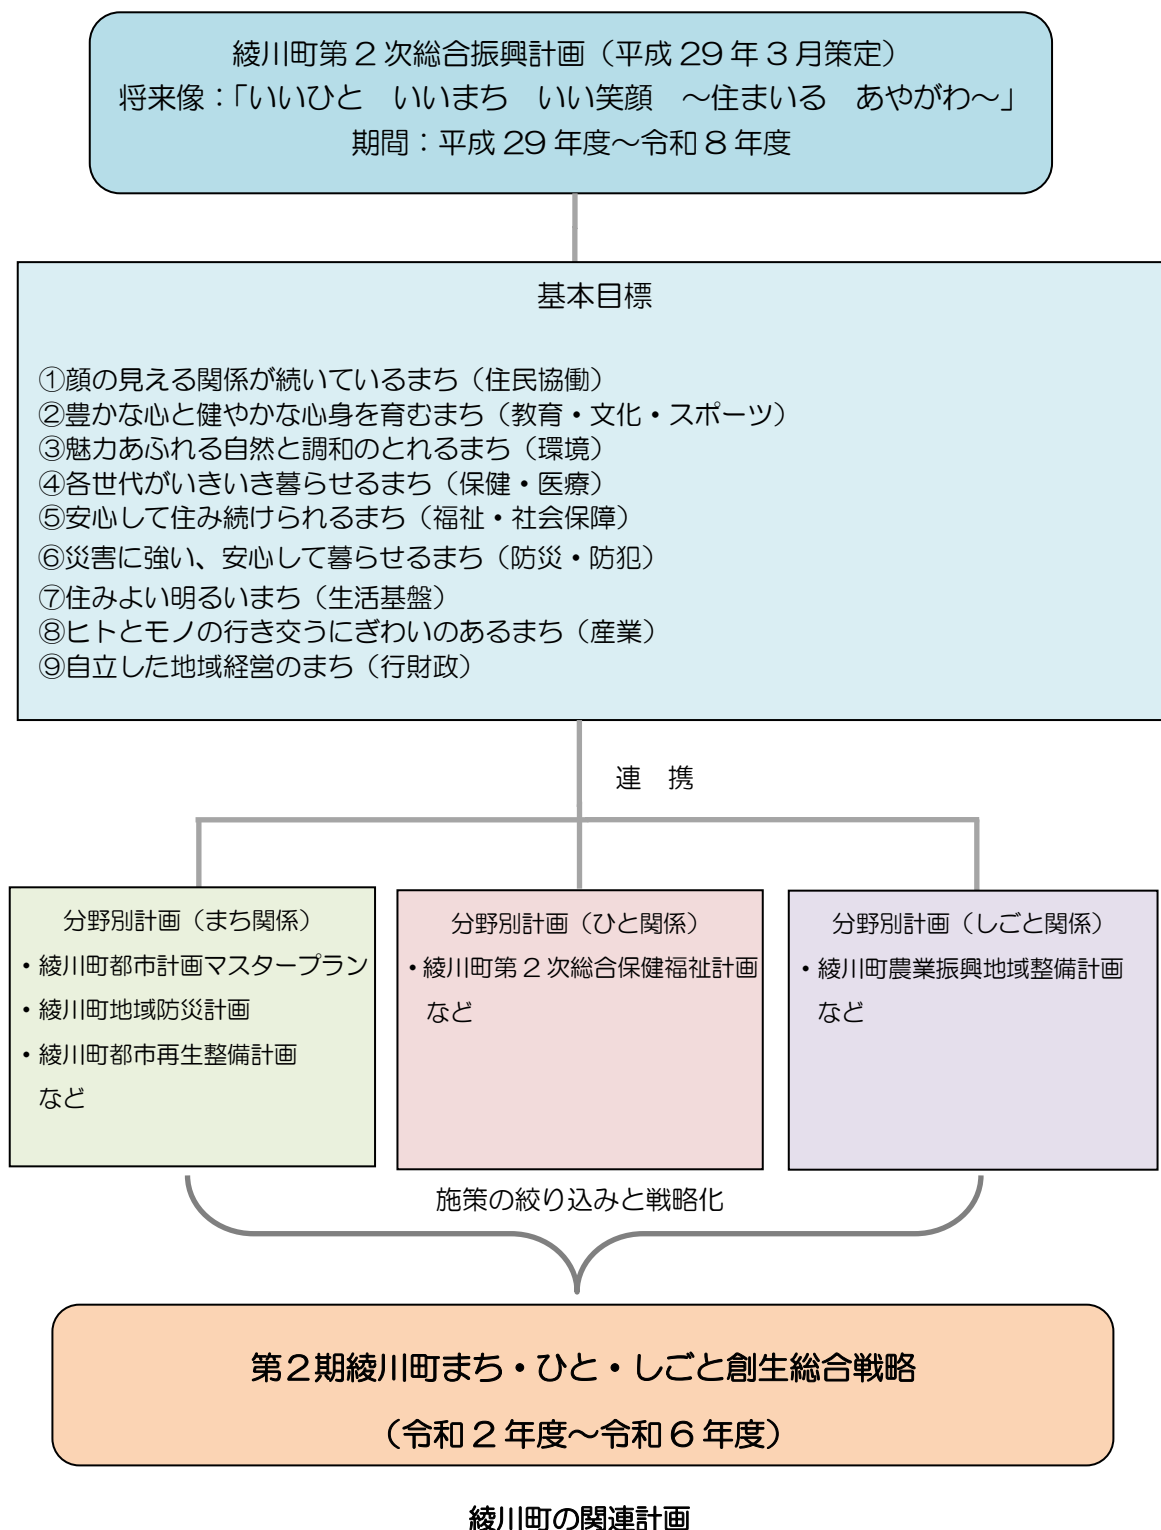 綾川町第２次総合振興計画（平成 29 年 3 月策定）
将来像：「いいひと　いいまち　いい笑顔　～住まいる　あやがわ～」
期間：平成 29 年度～令和 8 年度
基本目標
①顔の見える関係が続いているまち（住民協働）
②豊かな心と健やかな心身を育むまち（教育・文化・スポーツ）
③魅力あふれる自然と調和のとれるまち（環境）
④各世代がいきいき暮らせるまち（保健・医療）
⑤安心して住み続けられるまち（福祉・社会保障）
⑥災害に強い、安心して暮らせるまち（防災・防犯）
⑦住みよい明るいまち（生活基盤）
⑧ヒトとモノの行き交うにぎわいのあるまち（産業）
⑨自立した地域経営のまち（行財政）
連　携
分野別計画（まち関係）
・綾川町都市計画マスタープラン
・綾川町地域防災計画
・綾川町都市再生整備計画
など
分野別計画（ひと関係）
・綾川町第 2 次総合保健福祉計画
など
分野別計画（しごと関係）
・綾川町農業振興地域整備計画
など
施策の絞り込みと戦略化
第２期綾川町まち・ひと・しごと創生総合戦略
（令和 2 年度～令和 6 年度）
綾川町の関連計画